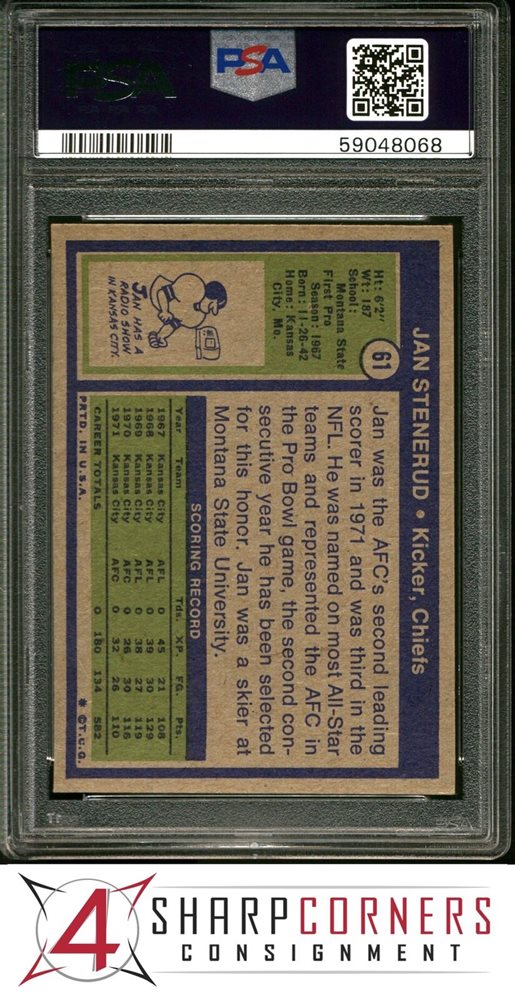 PSA
PSA
59048068
JAN STENERUD • Kicker, Chiefs
61
Ht: 6'2"
Wt: 187
School:
Montana State
First Pro
Season: 1967
Born: 11-26-42
Home: Kansas
City, Mo.
JAN HAS A
RADIO SHOW
IN KANSAS CITY.
Jan was the AFC's second leading
scorer in 1971 and was third in the
NFL. He was named on most All-Star
teams and represented the AFC in
the Pro Bowl game, the second con-
secutive year he has been selected
for this honor. Jan was a skier at
Montana State University.
SCORING RECORD
Year Team Tds. XP. FG. Pts.
1967 Kansas City AFL 0 45 21 108
1968 Kansas City AFL 0 39 30 129
1969 Kansas City AFL 0 38 27 119
1970 Kansas City AFC 0 26 30 116
1971 Kansas City AFC 0 32 26 110
CAREER TOTALS 0 180 134 582
PRTD. IN U.S.A.
* © T.C.G.
PSA
4
SHARPCORNERS
CONSIGNMENT